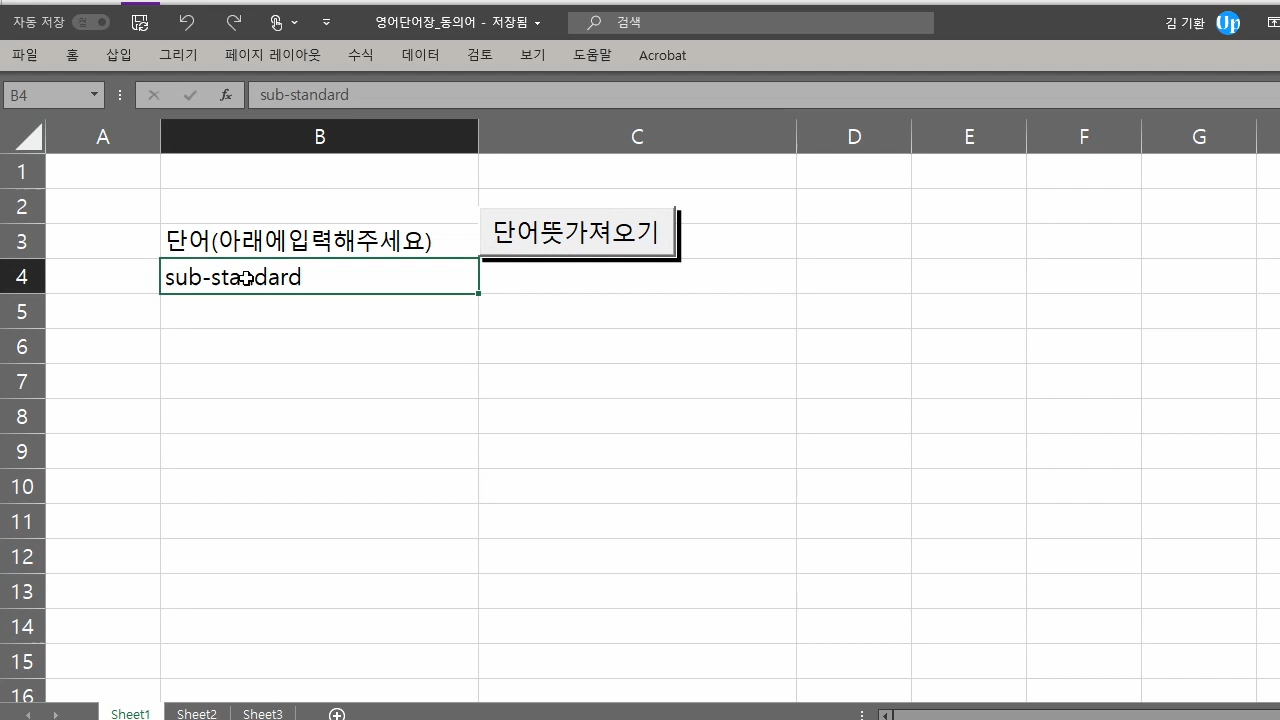 자동 저장 끔 영어단어장_동의어 - 저장됨 검색 김 기환 Up
파일 홈 삽입 그리기 페이지 레이아웃 수식 데이터 검토 보기 도움말 Acrobat
B4 fx sub-standard
A B C D E F G
1
2
3 단어(아래에입력해주세요) 단어뜻가져오기
4 sub-standard
5
6
7
8
9
10
11
12
13
14
15
16
Sheet1 Sheet2 Sheet3